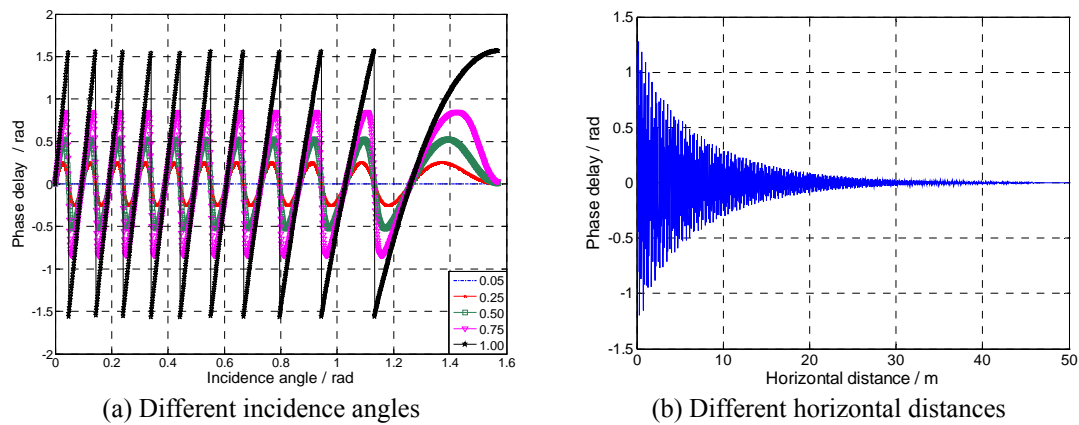 2
1.5
1
0.5
0
-0.5
-1
-1.5
-2
Phase delay / rad
0 0.2 0.4 0.6 0.8 1 1.2 1.4 1.6
Incidence angle / rad
0.05
0.25
0.50
0.75
1.00
(a) Different incidence angles
1.5
1
0.5
0
-0.5
-1
-1.5
Phase delay / rad
0 10 20 30 40 50
Horizontal distance / m
(b) Different horizontal distances